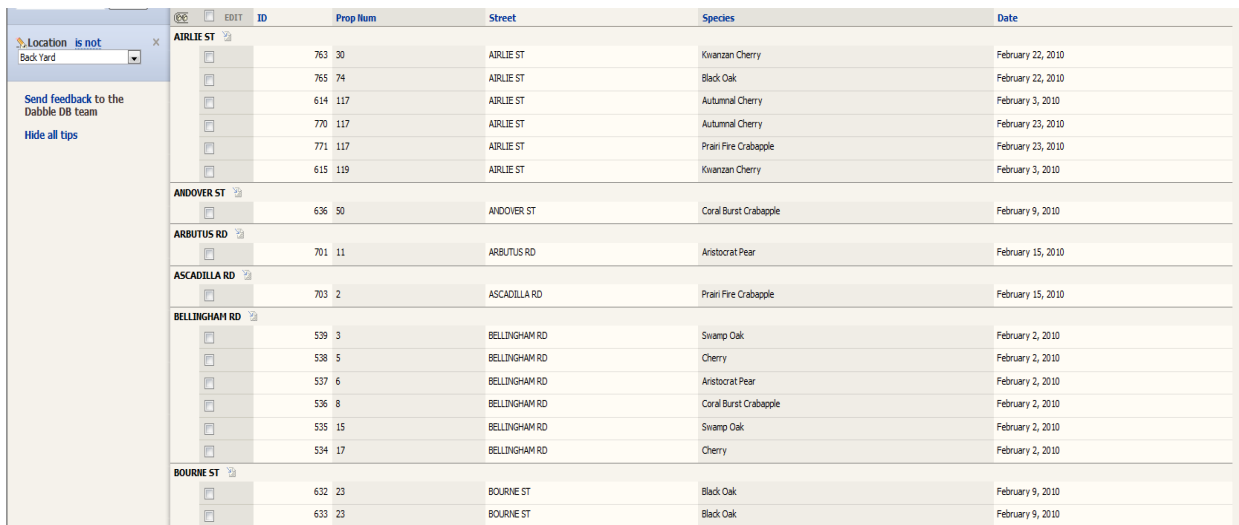 EDIT ID Prop Num Street Species Date
Location is not X
Back Yard
Send feedback to the
Dabble DB team
Hide all tips
AIRLIE ST
763 30 AIRLIE ST Kwanzan Cherry February 22, 2010
765 74 AIRLIE ST Black Oak February 22, 2010
614 117 AIRLIE ST Autumnal Cherry February 3, 2010
770 117 AIRLIE ST Autumnal Cherry February 23, 2010
771 117 AIRLIE ST Prairi Fire Crabapple February 23, 2010
615 119 AIRLIE ST Kwanzan Cherry February 3, 2010
ANDOVER ST
636 50 ANDOVER ST Coral Burst Crabapple February 9, 2010
ARBUTUS RD
701 11 ARBUTUS RD Aristocrat Pear February 15, 2010
ASCADILLA RD
703 2 ASCADILLA RD Prairi Fire Crabapple February 15, 2010
BELLINGHAM RD
539 3 BELLINGHAM RD Swamp Oak February 2, 2010
538 5 BELLINGHAM RD Cherry February 2, 2010
537 6 BELLINGHAM RD Aristocrat Pear February 2, 2010
536 8 BELLINGHAM RD Coral Burst Crabapple February 2, 2010
535 15 BELLINGHAM RD Swamp Oak February 2, 2010
534 17 BELLINGHAM RD Cherry February 2, 2010
BOURNE ST
632 23 BOURNE ST Black Oak February 9, 2010
633 23 BOURNE ST Black Oak February 9, 2010